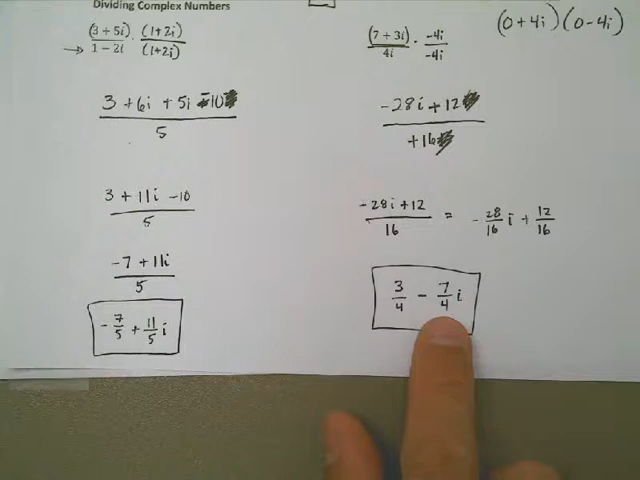 Dividing Complex Numbers
(3 + 5i) / (1 − 2i) · (1+2i) / (1+2i)
3 + 6i + 5i − 10 / 5
3 + 11i − 10 / 5
−7 + 11i / 5
− 7/5 + 11/5 i
(7 + 3i) / 4i · −4i / −4i
(0+4i)(0−4i)
−28i + 12 / +16
−28i + 12 / 16 = − 28/16 i + 12/16
3/4 − 7/4 i